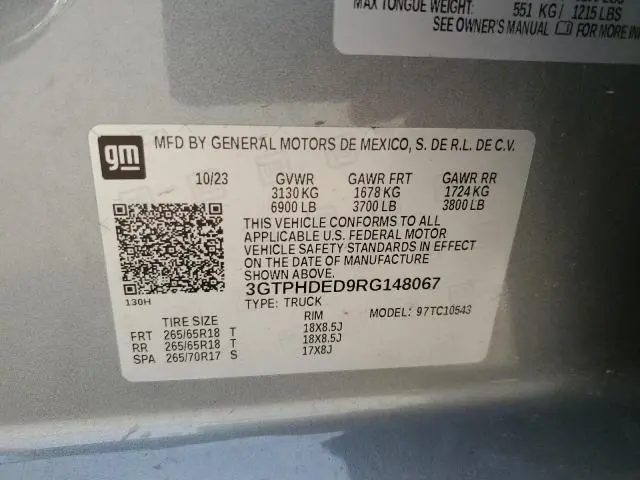 MAX TONGUE WEIGHT: 551 KG/ 1215 LBS
SEE OWNER'S MANUAL FOR MORE
gm
MFD BY GENERAL MOTORS DE MEXICO, S. DE R.L. DE C.V.
10/23 GVWR GAWR FRT GAWR RR
3130 KG 1678 KG 1724 KG
6900 LB 3700 LB 3800 LB
THIS VEHICLE CONFORMS TO ALL
APPLICABLE U.S. FEDERAL MOTOR
VEHICLE SAFETY STANDARDS IN EFFECT
ON THE DATE OF MANUFACTURE
SHOWN ABOVE.
3GTPHDED9RG148067
130H
TYPE: TRUCK MODEL: 97TC10543
TIRE SIZE RIM
FRT 265/65R18 T 18X8.5J
RR 265/65R18 T 18X8.5J
SPA 265/70R17 S 17X8J